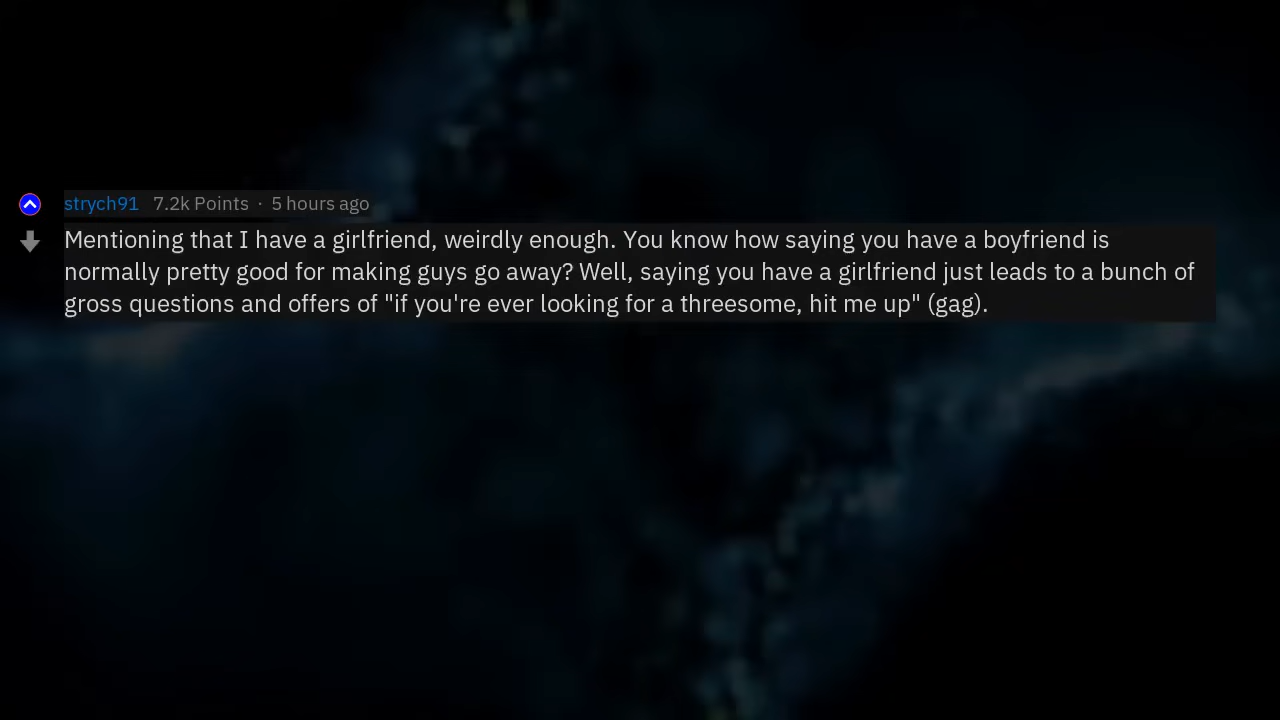 strych91 7.2k Points · 5 hours ago
Mentioning that I have a girlfriend, weirdly enough. You know how saying you have a boyfriend is
normally pretty good for making guys go away? Well, saying you have a girlfriend just leads to a bunch of
gross questions and offers of "if you're ever looking for a threesome, hit me up" (gag).